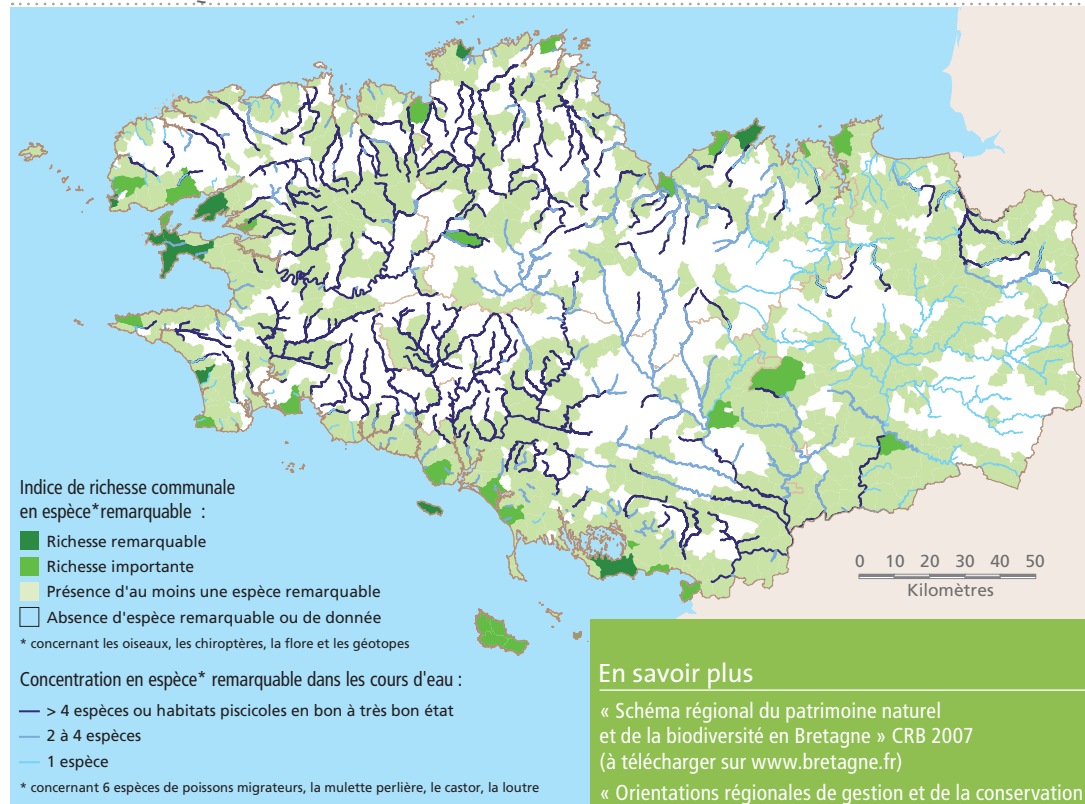 Indice de richesse communale
en espèce*remarquable :
Richesse remarquable
Richesse importante
Présence d'au moins une espèce remarquable
Absence d'espèce remarquable ou de donnée
* concernant les oiseaux, les chiroptères, la flore et les géotopes
Concentration en espèce* remarquable dans les cours d'eau :
> 4 espèces ou habitats piscicoles en bon à très bon état
2 à 4 espèces
1 espèce
* concernant 6 espèces de poissons migrateurs, la mulette perlière, le castor, la loutre
0 10 20 30 40 50
Kilomètres
En savoir plus
« Schéma régional du patrimoine naturel
et de la biodiversité en Bretagne » CRB 2007
(à télécharger sur www.bretagne.fr)
« Orientations régionales de gestion et de la conservation